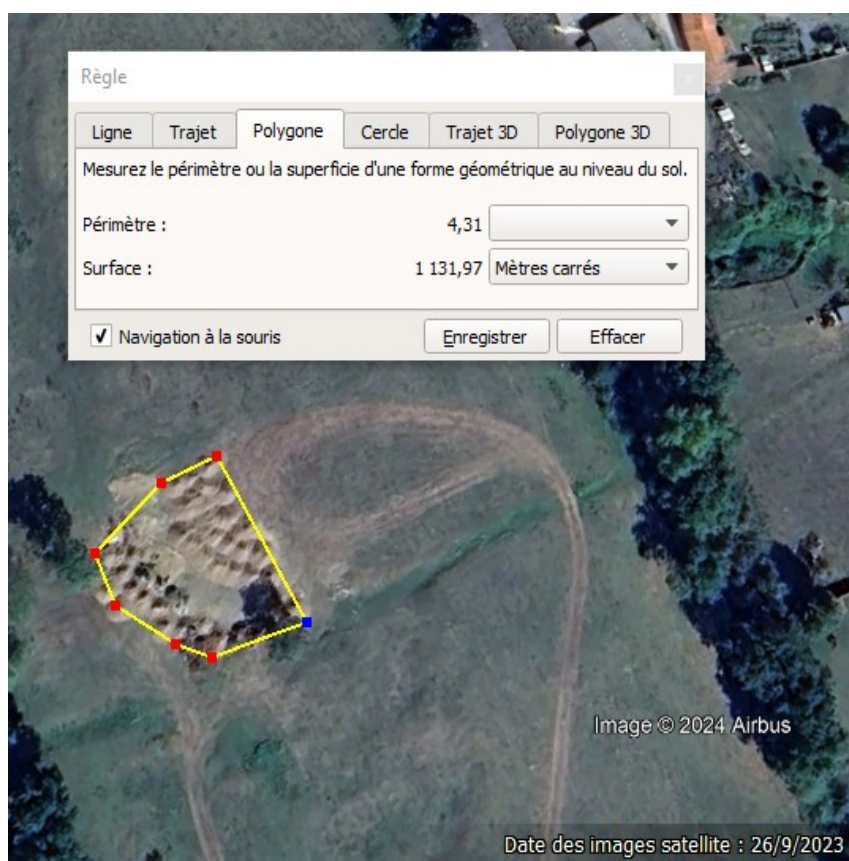 Règle
Ligne Trajet Polygone Cercle Trajet 3D Polygone 3D
Mesurez le périmètre ou la superficie d'une forme géométrique au niveau du sol.
Périmètre : 4,31
Surface : 1 131,97 Mètres carrés
Navigation à la souris Enregistrer Effacer
Image © 2024 Airbus
Date des images satellite : 26/9/2023